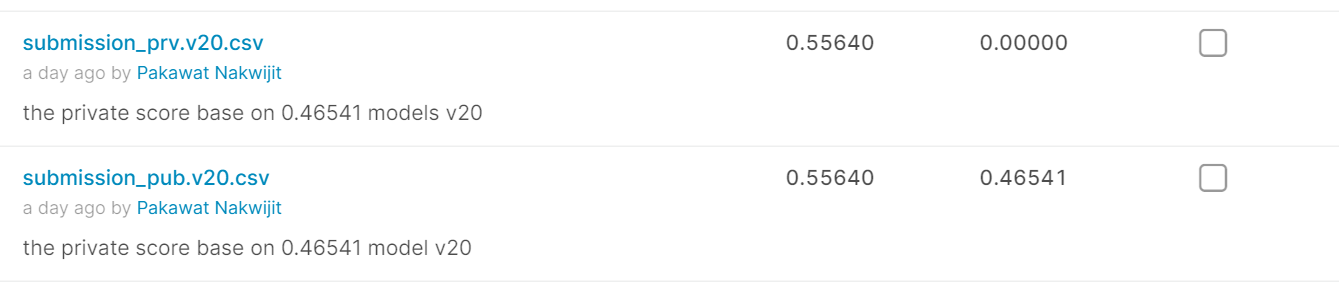 submission_prv.v20.csv 0.55640 0.00000
a day ago by Pakawat Nakwijit
the private score base on 0.46541 models v20
submission_pub.v20.csv 0.55640 0.46541
a day ago by Pakawat Nakwijit
the private score base on 0.46541 model v20